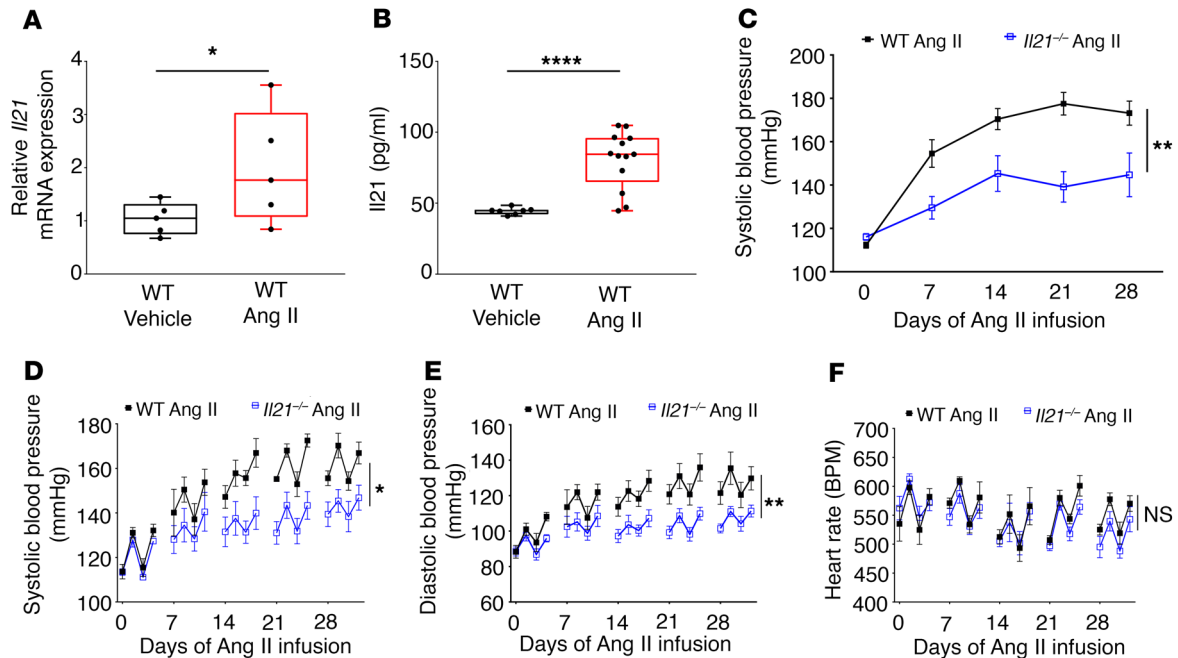 A
Relative Il21
mRNA expression
4
3
2
1
0
*
WT
Vehicle
WT
Ang II
B
Il21 (pg/ml)
150
100
50
0
****
WT
Vehicle
WT
Ang II
C
WT Ang II
Il21–/– Ang II
Systolic blood pressure
(mmHg)
200
180
160
140
120
100
**
0 7 14 21 28
Days of Ang II infusion
D
WT Ang II
Il21–/– Ang II
Systolic blood pressure
(mmHg)
180
160
140
120
100
*
0 7 14 21 28
Days of Ang II infusion
E
WT Ang II
Il21–/– Ang II
Diastolic blood pressure
(mmHg)
160
140
120
100
80
60
**
0 7 14 21 28
Days of Ang II infusion
F
WT Ang II
Il21–/– Ang II
Heart rate (BPM)
700
650
600
550
500
450
400
NS
0 7 14 21 28
Days of Ang II infusion